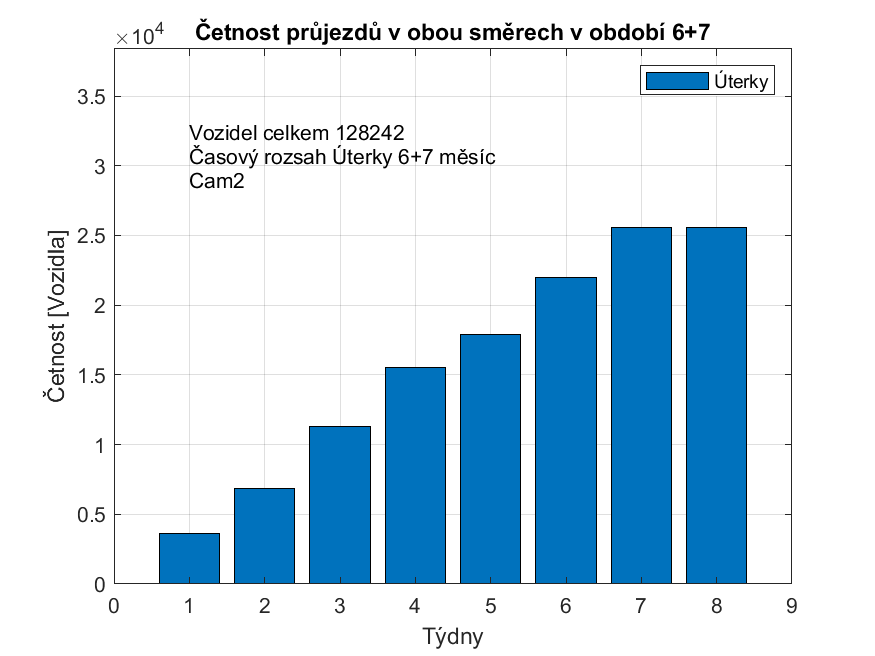 ×10⁴
Četnost průjezdů v obou směrech v období 6+7
Úterky
Vozidel celkem 128242
Časový rozsah Úterky 6+7 měsíc
Cam2
Četnost [Vozidla]
3.5
3
2.5
2
1.5
1
0.5
0
0 1 2 3 4 5 6 7 8 9
Týdny